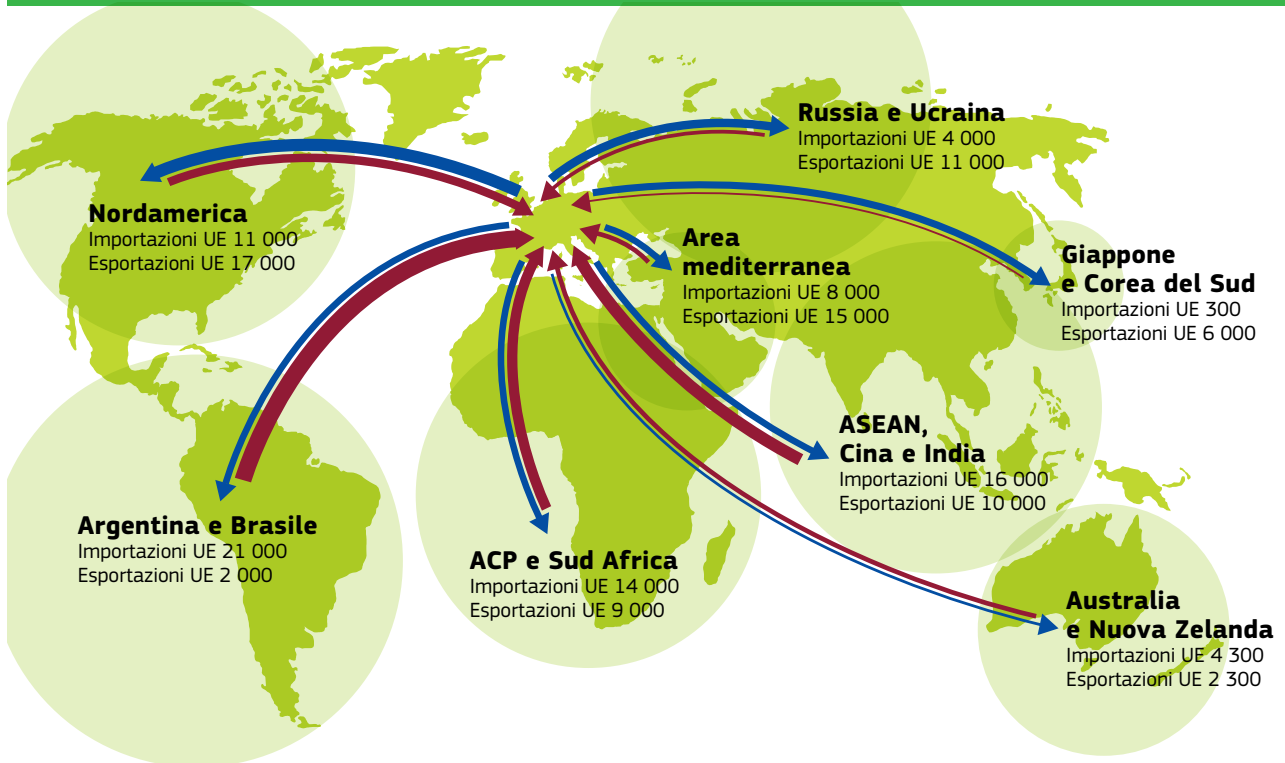 Russia e Ucraina
Importazioni UE 4 000
Esportazioni UE 11 000
Nordamerica
Importazioni UE 11 000
Esportazioni UE 17 000
Area
mediterranea
Importazioni UE 8 000
Esportazioni UE 15 000
Giappone
e Corea del Sud
Importazioni UE 300
Esportazioni UE 6 000
ASEAN,
Cina e India
Importazioni UE 16 000
Esportazioni UE 10 000
Argentina e Brasile
Importazioni UE 21 000
Esportazioni UE 2 000
ACP e Sud Africa
Importazioni UE 14 000
Esportazioni UE 9 000
Australia
e Nuova Zelanda
Importazioni UE 4 300
Esportazioni UE 2 300